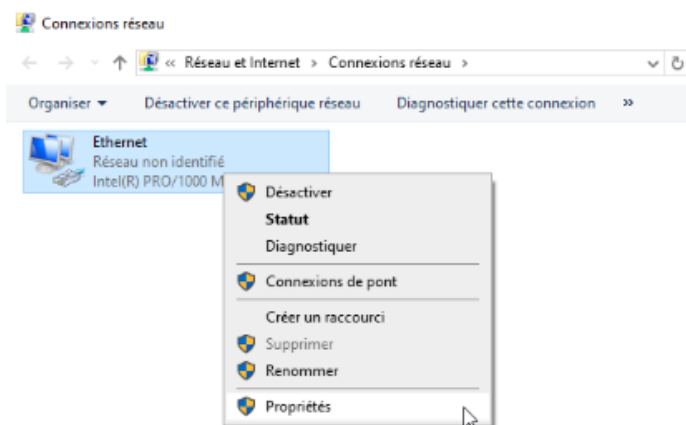 Connexions réseau
« Réseau et Internet > Connexions réseau >
Organiser Désactiver ce périphérique réseau Diagnostiquer cette connexion »
Ethernet
Réseau non identifié
Intel(R) PRO/1000 M
Désactiver
Statut
Diagnostiquer
Connexions de pont
Créer un raccourci
Supprimer
Renommer
Propriétés